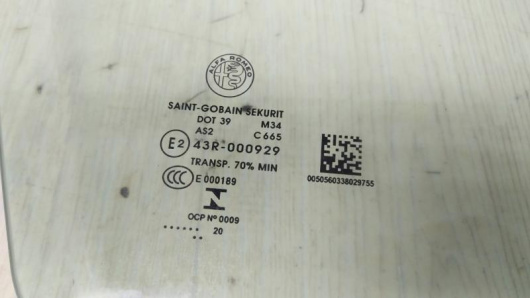 ALFA ROMEO
SAINT-GOBAIN SEKURIT
DOT 39 M34
AS2 C665
E2 43R-000929
TRANSP. 70% MIN
CCC E 000189
N
OCP Nº 0009
...... 20 ..
0050560338029755